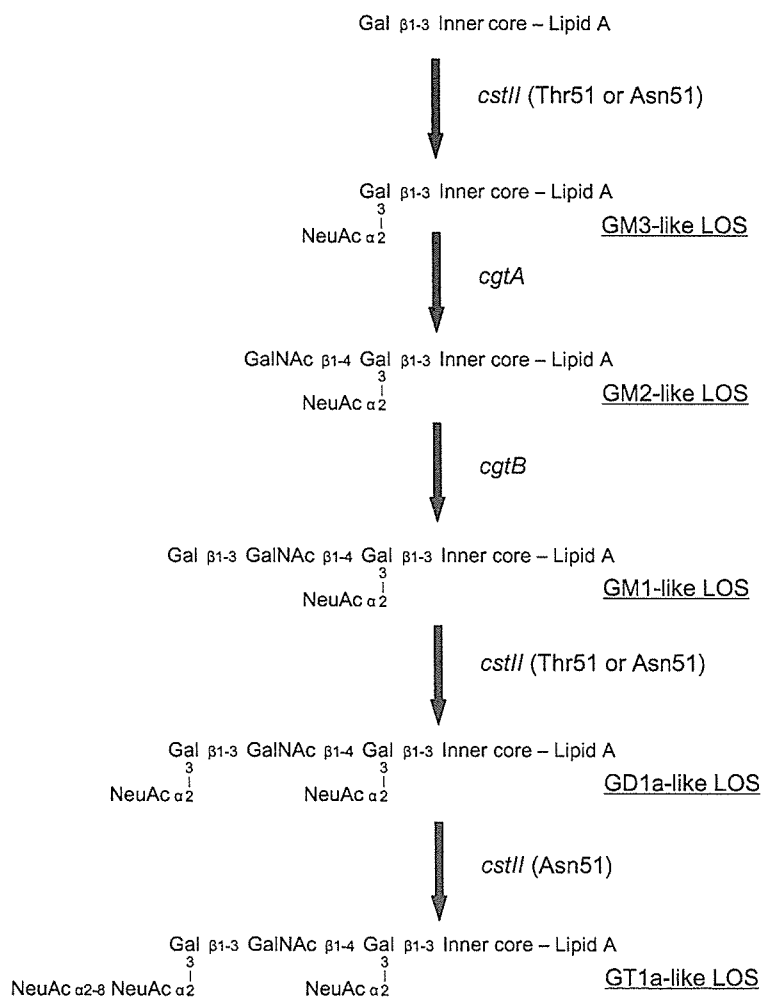 Gal β1-3 Inner core – Lipid A
cstII (Thr51 or Asn51)
Gal β1-3 Inner core – Lipid A
3
NeuAc α2
GM3-like LOS
cgtA
GalNAc β1-4 Gal β1-3 Inner core – Lipid A
3
NeuAc α2
GM2-like LOS
cgtB
Gal β1-3 GalNAc β1-4 Gal β1-3 Inner core – Lipid A
3
NeuAc α2
GM1-like LOS
cstII (Thr51 or Asn51)
Gal β1-3 GalNAc β1-4 Gal β1-3 Inner core – Lipid A
3 3
NeuAc α2 NeuAc α2
GD1a-like LOS
cstII (Asn51)
Gal β1-3 GalNAc β1-4 Gal β1-3 Inner core – Lipid A
3 3
NeuAc α2-8 NeuAc α2 NeuAc α2
GT1a-like LOS